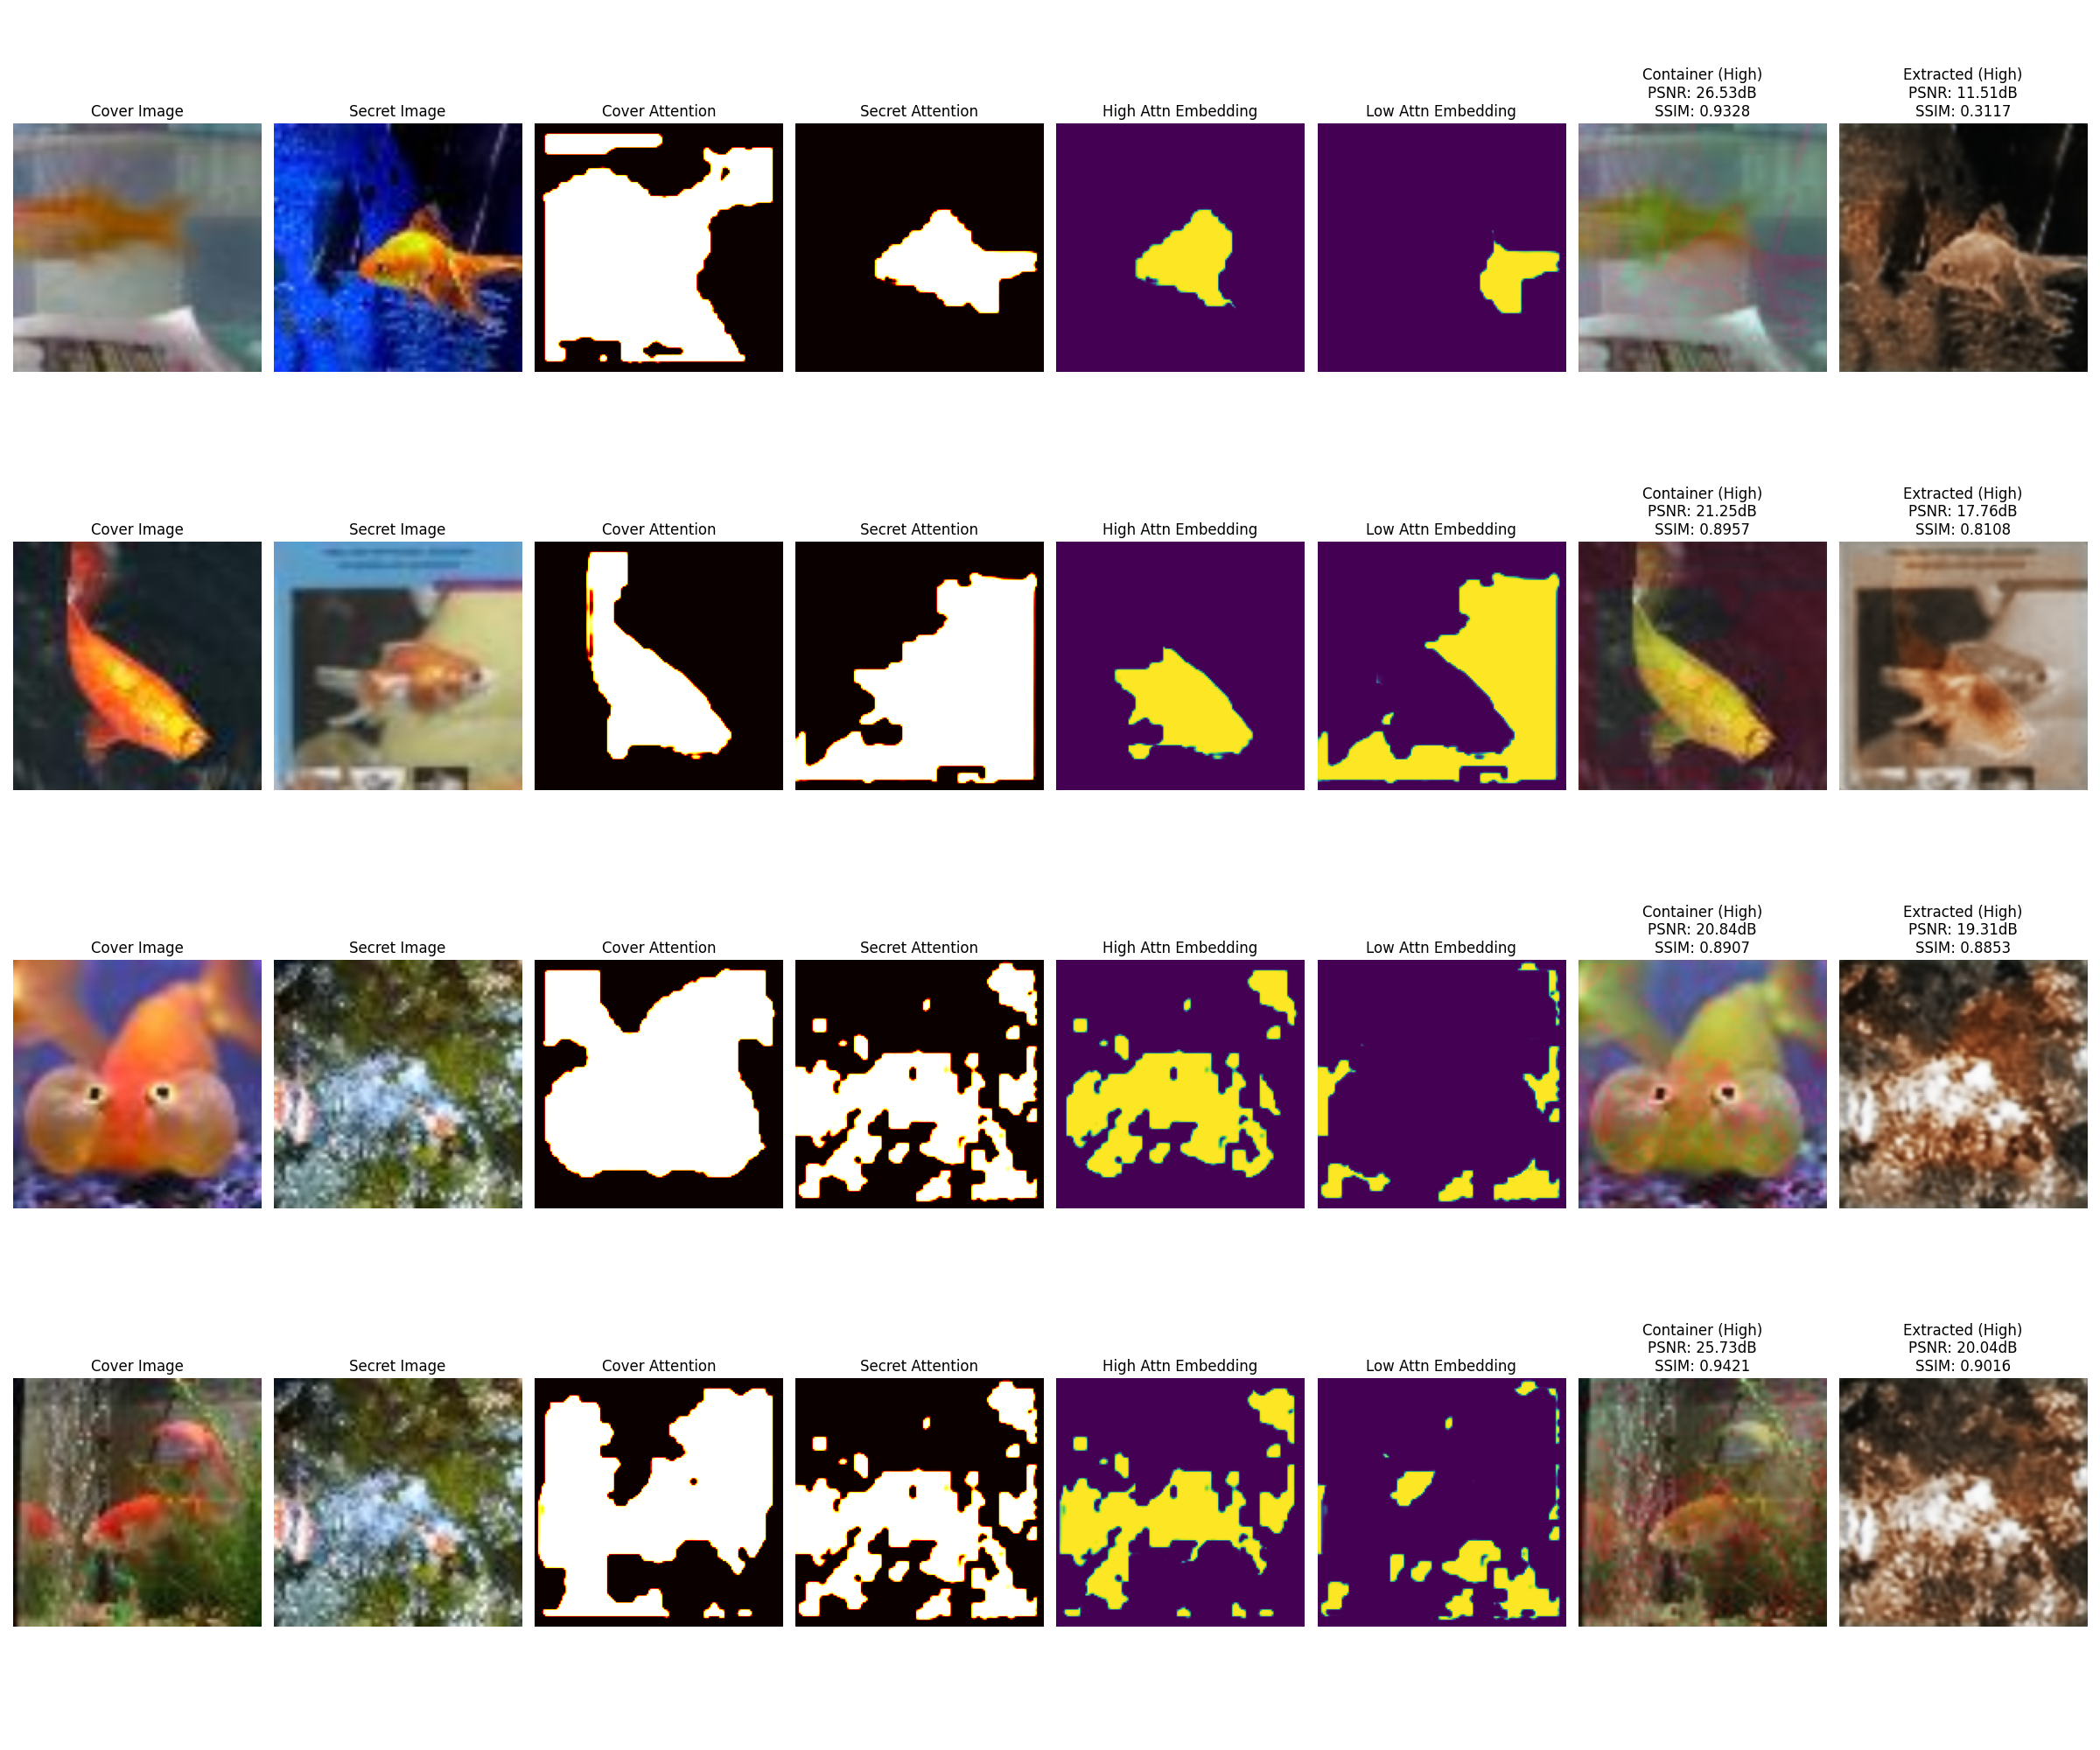 Cover Image
Secret Image
Cover Attention
Secret Attention
High Attn Embedding
Low Attn Embedding
Container (High)
PSNR: 26.53dB
SSIM: 0.9328
Extracted (High)
PSNR: 11.51dB
SSIM: 0.3117
Cover Image
Secret Image
Cover Attention
Secret Attention
High Attn Embedding
Low Attn Embedding
Container (High)
PSNR: 21.25dB
SSIM: 0.8957
Extracted (High)
PSNR: 17.76dB
SSIM: 0.8108
Cover Image
Secret Image
Cover Attention
Secret Attention
High Attn Embedding
Low Attn Embedding
Container (High)
PSNR: 20.84dB
SSIM: 0.8907
Extracted (High)
PSNR: 19.31dB
SSIM: 0.8853
Cover Image
Secret Image
Cover Attention
Secret Attention
High Attn Embedding
Low Attn Embedding
Container (High)
PSNR: 25.73dB
SSIM: 0.9421
Extracted (High)
PSNR: 20.04dB
SSIM: 0.9016